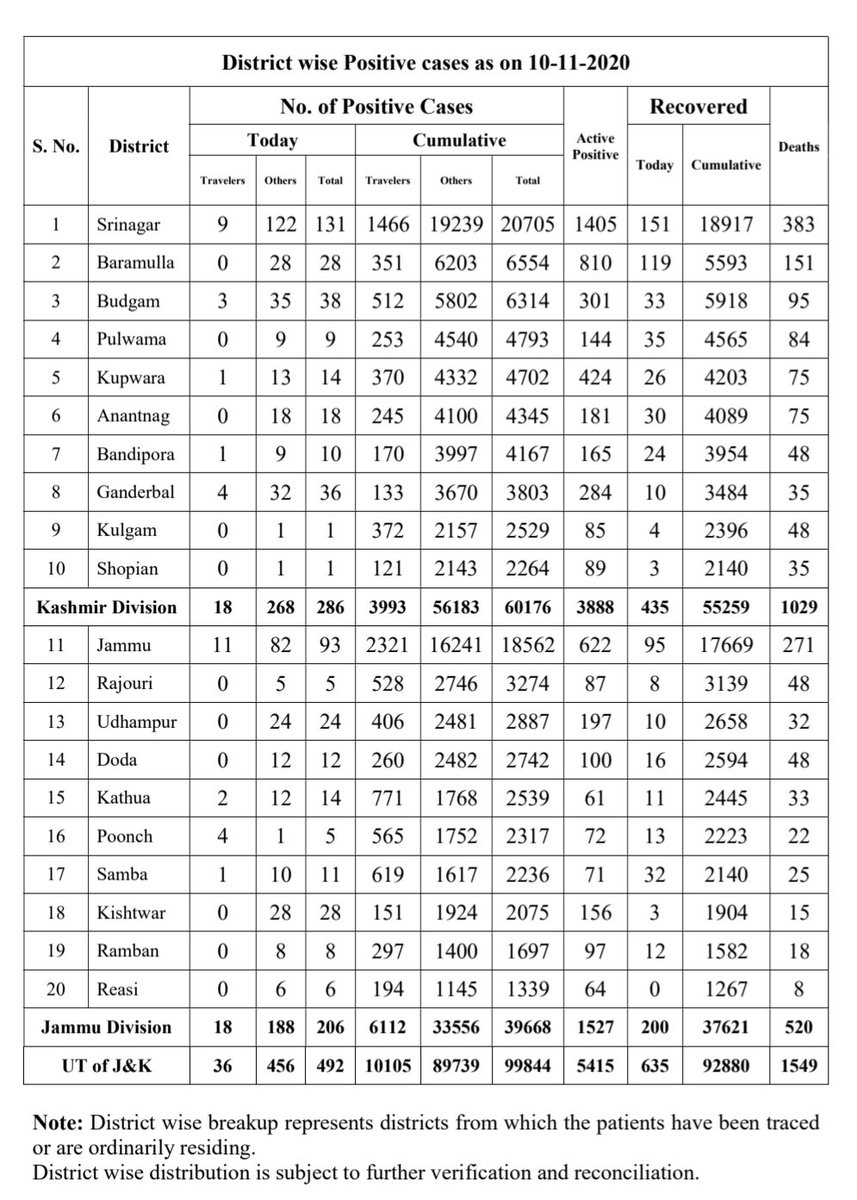 District wise Positive cases as on 10-11-2020
S. No. District No. of Positive Cases Active Positive Recovered Deaths
Today Cumulative Today Cumulative
Travelers Others Total Travelers Others Total
1 Srinagar 9 122 131 1466 19239 20705 1405 151 18917 383
2 Baramulla 0 28 28 351 6203 6554 810 119 5593 151
3 Budgam 3 35 38 512 5802 6314 301 33 5918 95
4 Pulwama 0 9 9 253 4540 4793 144 35 4565 84
5 Kupwara 1 13 14 370 4332 4702 424 26 4203 75
6 Anantnag 0 18 18 245 4100 4345 181 30 4089 75
7 Bandipora 1 9 10 170 3997 4167 165 24 3954 48
8 Ganderbal 4 32 36 133 3670 3803 284 10 3484 35
9 Kulgam 0 1 1 372 2157 2529 85 4 2396 48
10 Shopian 0 1 1 121 2143 2264 89 3 2140 35
Kashmir Division 18 268 286 3993 56183 60176 3888 435 55259 1029
11 Jammu 11 82 93 2321 16241 18562 622 95 17669 271
12 Rajouri 0 5 5 528 2746 3274 87 8 3139 48
13 Udhampur 0 24 24 406 2481 2887 197 10 2658 32
14 Doda 0 12 12 260 2482 2742 100 16 2594 48
15 Kathua 2 12 14 771 1768 2539 61 11 2445 33
16 Poonch 4 1 5 565 1752 2317 72 13 2223 22
17 Samba 1 10 11 619 1617 2236 71 32 2140 25
18 Kishtwar 0 28 28 151 1924 2075 156 3 1904 15
19 Ramban 0 8 8 297 1400 1697 97 12 1582 18
20 Reasi 0 6 6 194 1145 1339 64 0 1267 8
Jammu Division 18 188 206 6112 33556 39668 1527 200 37621 520
UT of J&K 36 456 492 10105 89739 99844 5415 635 92880 1549
Note: District wise breakup represents districts from which the patients have been traced
or are ordinarily residing.
District wise distribution is subject to further verification and reconciliation.